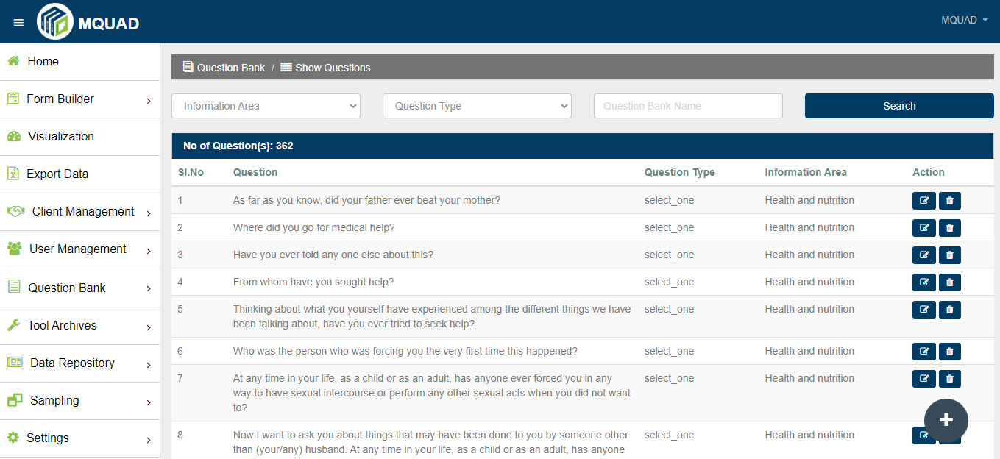 MQUAD
MQUAD
Home
Form Builder
Visualization
Export Data
Client Management
User Management
Question Bank
Tool Archives
Data Repository
Sampling
Settings
Question Bank / Show Questions
Information Area Question Type Question Bank Name Search
No of Question(s): 362
Sl.No Question Question Type Information Area Action
1 As far as you know, did your father ever beat your mother? select_one Health and nutrition
2 Where did you go for medical help? select_one Health and nutrition
3 Have you ever told any one else about this? select_one Health and nutrition
4 From whom have you sought help? select_one Health and nutrition
5 Thinking about what you yourself have experienced among the different things we have select_one Health and nutrition
been talking about, have you ever tried to seek help?
6 Who was the person who was forcing you the very first time this happened? select_one Health and nutrition
7 At any time in your life, as a child or as an adult, has anyone ever forced you in any select_one Health and nutrition
way to have sexual intercourse or perform any other sexual acts when you did not want
to?
8 Now I want to ask you about things that may have been done to you by someone other select_one Health and nutrition
than (your/any) husband. At any time in your life, as a child or as an adult, has anyone